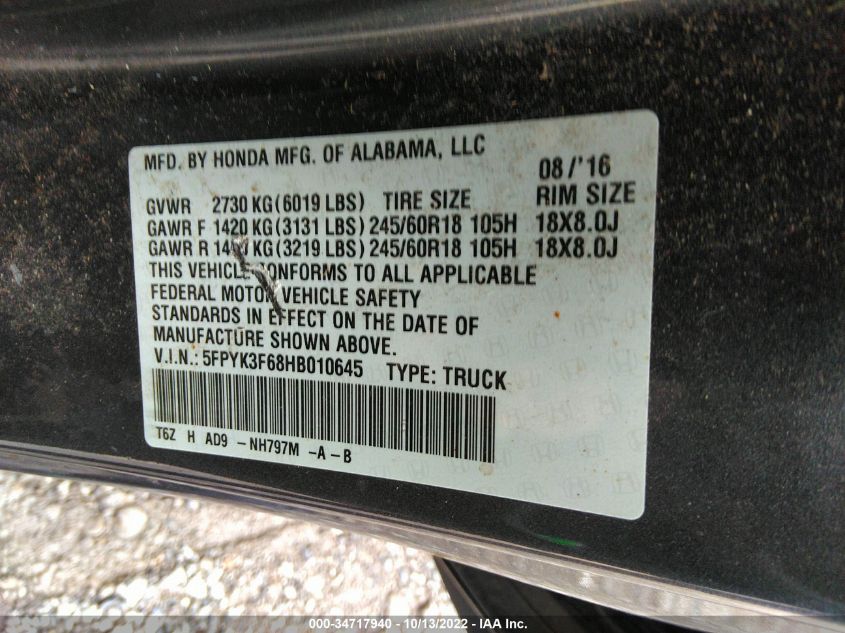 MFD. BY HONDA MFG. OF ALABAMA, LLC
08/'16
GVWR 2730 KG(6019 LBS) TIRE SIZE RIM SIZE
GAWR F 1420 KG(3131 LBS) 245/60R18 105H 18X8.0J
GAWR R KG(3219 LBS) 245/60R18 105H 18X8.0J
THIS VEHICLE CONFORMS TO ALL APPLICABLE
FEDERAL MOTOR VEHICLE SAFETY
STANDARDS IN EFFECT ON THE DATE OF
MANUFACTURE SHOWN ABOVE.
V.I.N.: 5FPYK3F68HB010645 TYPE: TRUCK
T6Z H AD9 -NH797M -A-B
000-34717940 - 10/13/2022 - IAA Inc.